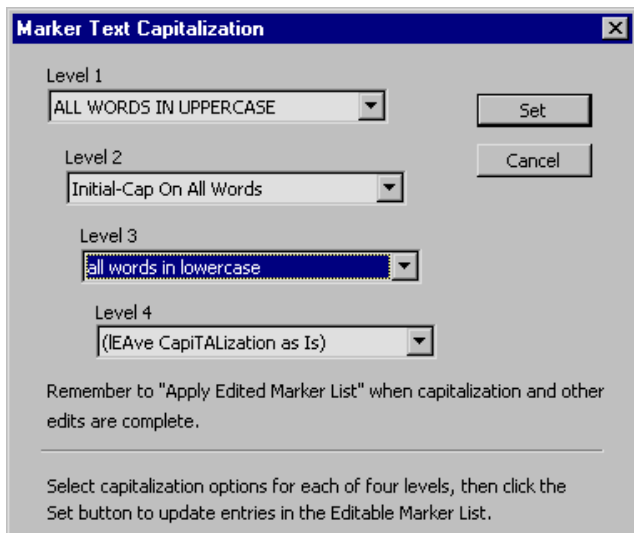 Marker Text Capitalization
Level 1
ALL WORDS IN UPPERCASE
Set
Level 2
Cancel
Initial-Cap On All Words
Level 3
all words in lowercase
Level 4
(lEAve CapiTALization as Is)
Remember to "Apply Edited Marker List" when capitalization and other
edits are complete.
Select capitalization options for each of four levels, then click the
Set button to update entries in the Editable Marker List.